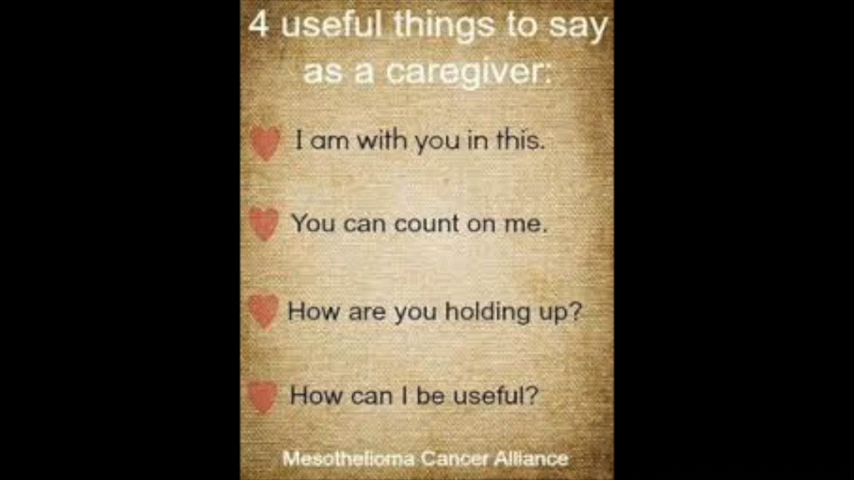 4 useful things to say
as a caregiver:
I am with you in this.
You can count on me.
How are you holding up?
How can I be useful?
Mesothelioma Cancer Alliance